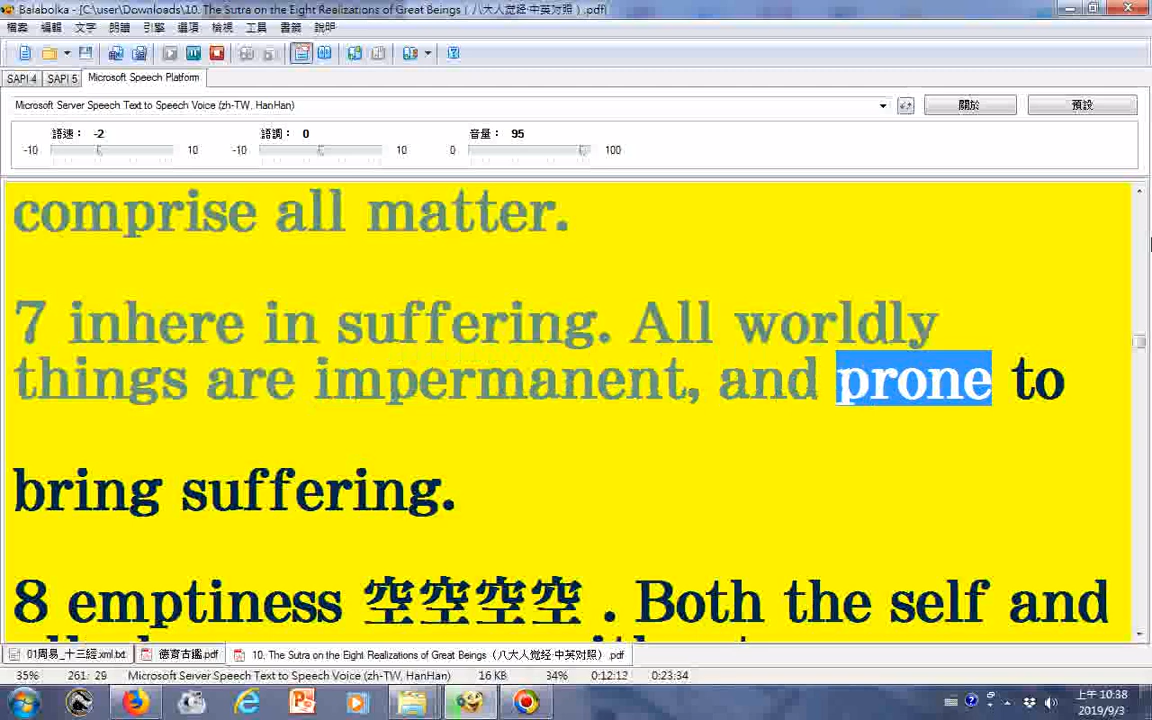 Balabolka - [C:\user\Downloads\10. The Sutra on the Eight Realizations of Great Beings（八大人觉经·中英对照）.pdf]
檔案 編輯 文字 朗讀 引擎 選項 檢視 工具 書籤 說明
SAPI 4 SAPI 5 Microsoft Speech Platform
Microsoft Server Speech Text to Speech Voice (zh-TW, HanHan) 關於 預設
語速： -2 語調： 0 音量： 95
-10 10 -10 10 0 100
comprise all matter.
7 inhere in suffering. All worldly
things are impermanent, and prone to
bring suffering.
8 emptiness 空空空空 . Both the self and
01周易_十三經.xml.txt 德育古鑑.pdf 10. The Sutra on the Eight Realizations of Great Beings（八大人觉经·中英对照）.pdf
35% 261: 29 Microsoft Server Speech Text to Speech Voice (zh-TW, HanHan) 16 KB 34% 0:12:12 0:23:34
上午 10:38
2019/9/3